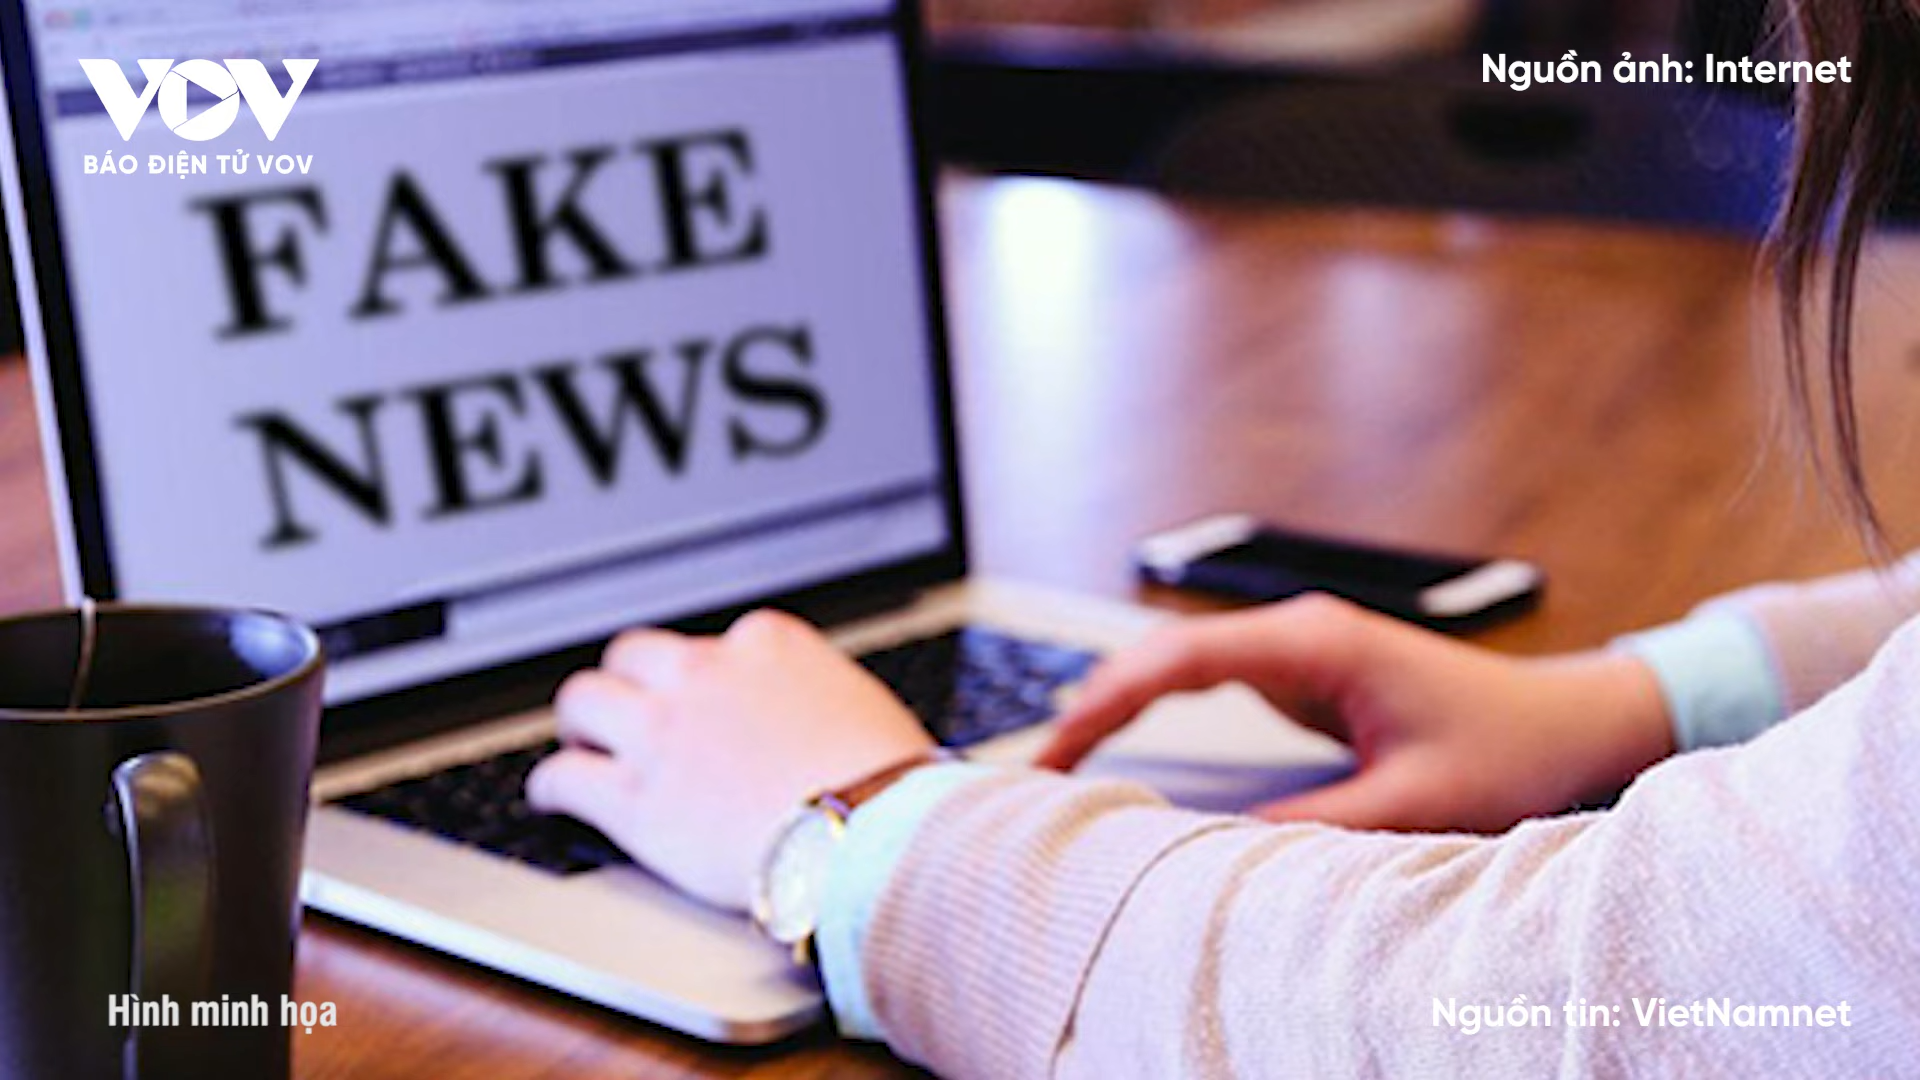 VOV
BÁO ĐIỆN TỬ VOV
Nguồn ảnh: Internet
FAKE
NEWS
Hình minh họa
Nguồn tin: VietNamnet